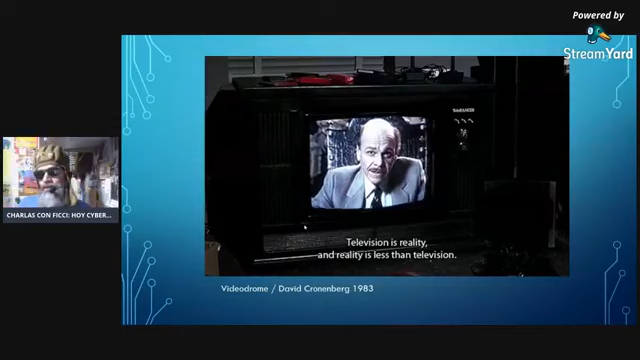 Powered by
StreamYard
Television is reality,
and reality is less than television.
CHARLAS CON FICCI: HOY CYBER...
Videodrome / David Cronenberg 1983